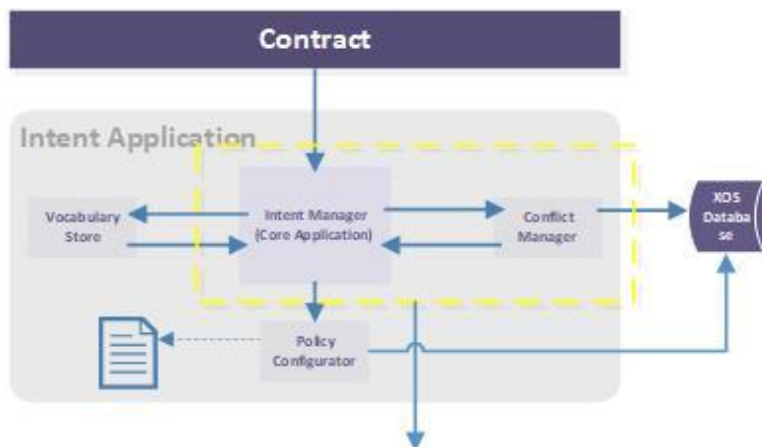 Contract
Intent Application
Vocabulary
Store
Intent Manager
(Core Application)
Conflict
Manager
XOS
Databa
se
Policy
Configurator